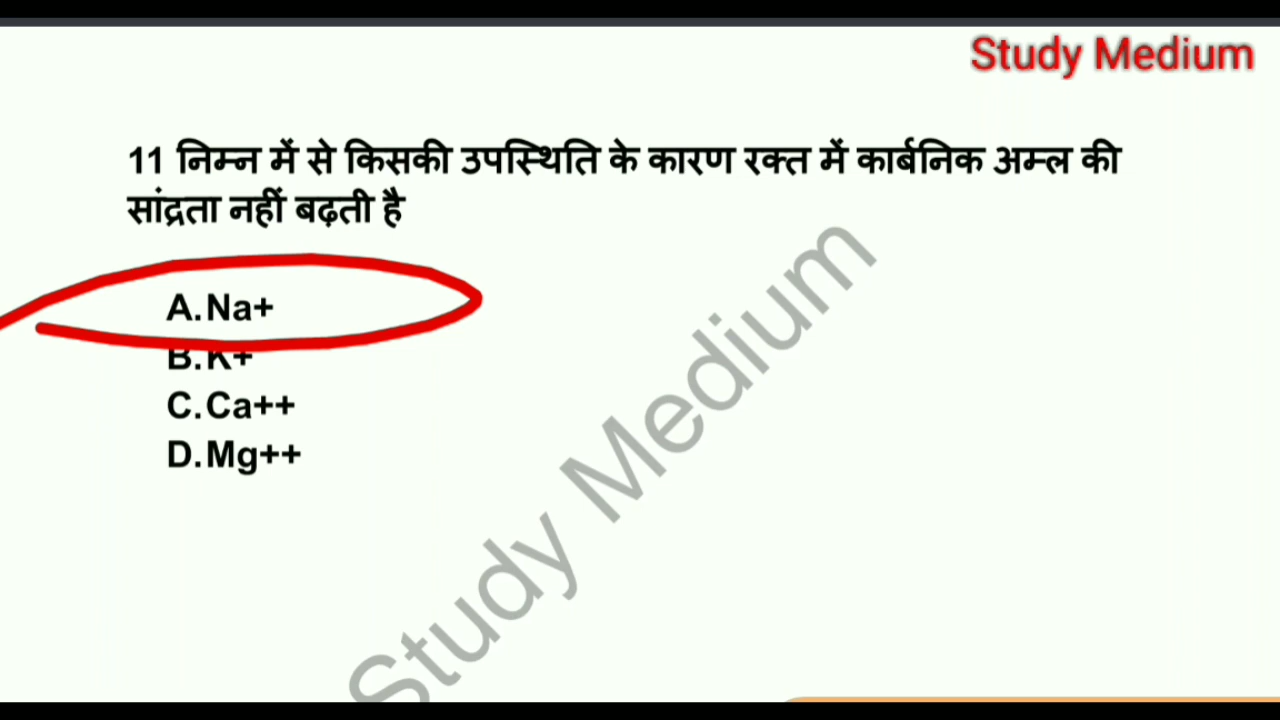 Study Medium
11 निम्न में से किसकी उपस्थिति के कारण रक्त में कार्बनिक अम्ल की
सांद्रता नहीं बढ़ती है
A.Na+
B.K+
C.Ca++
D.Mg++
Study Medium